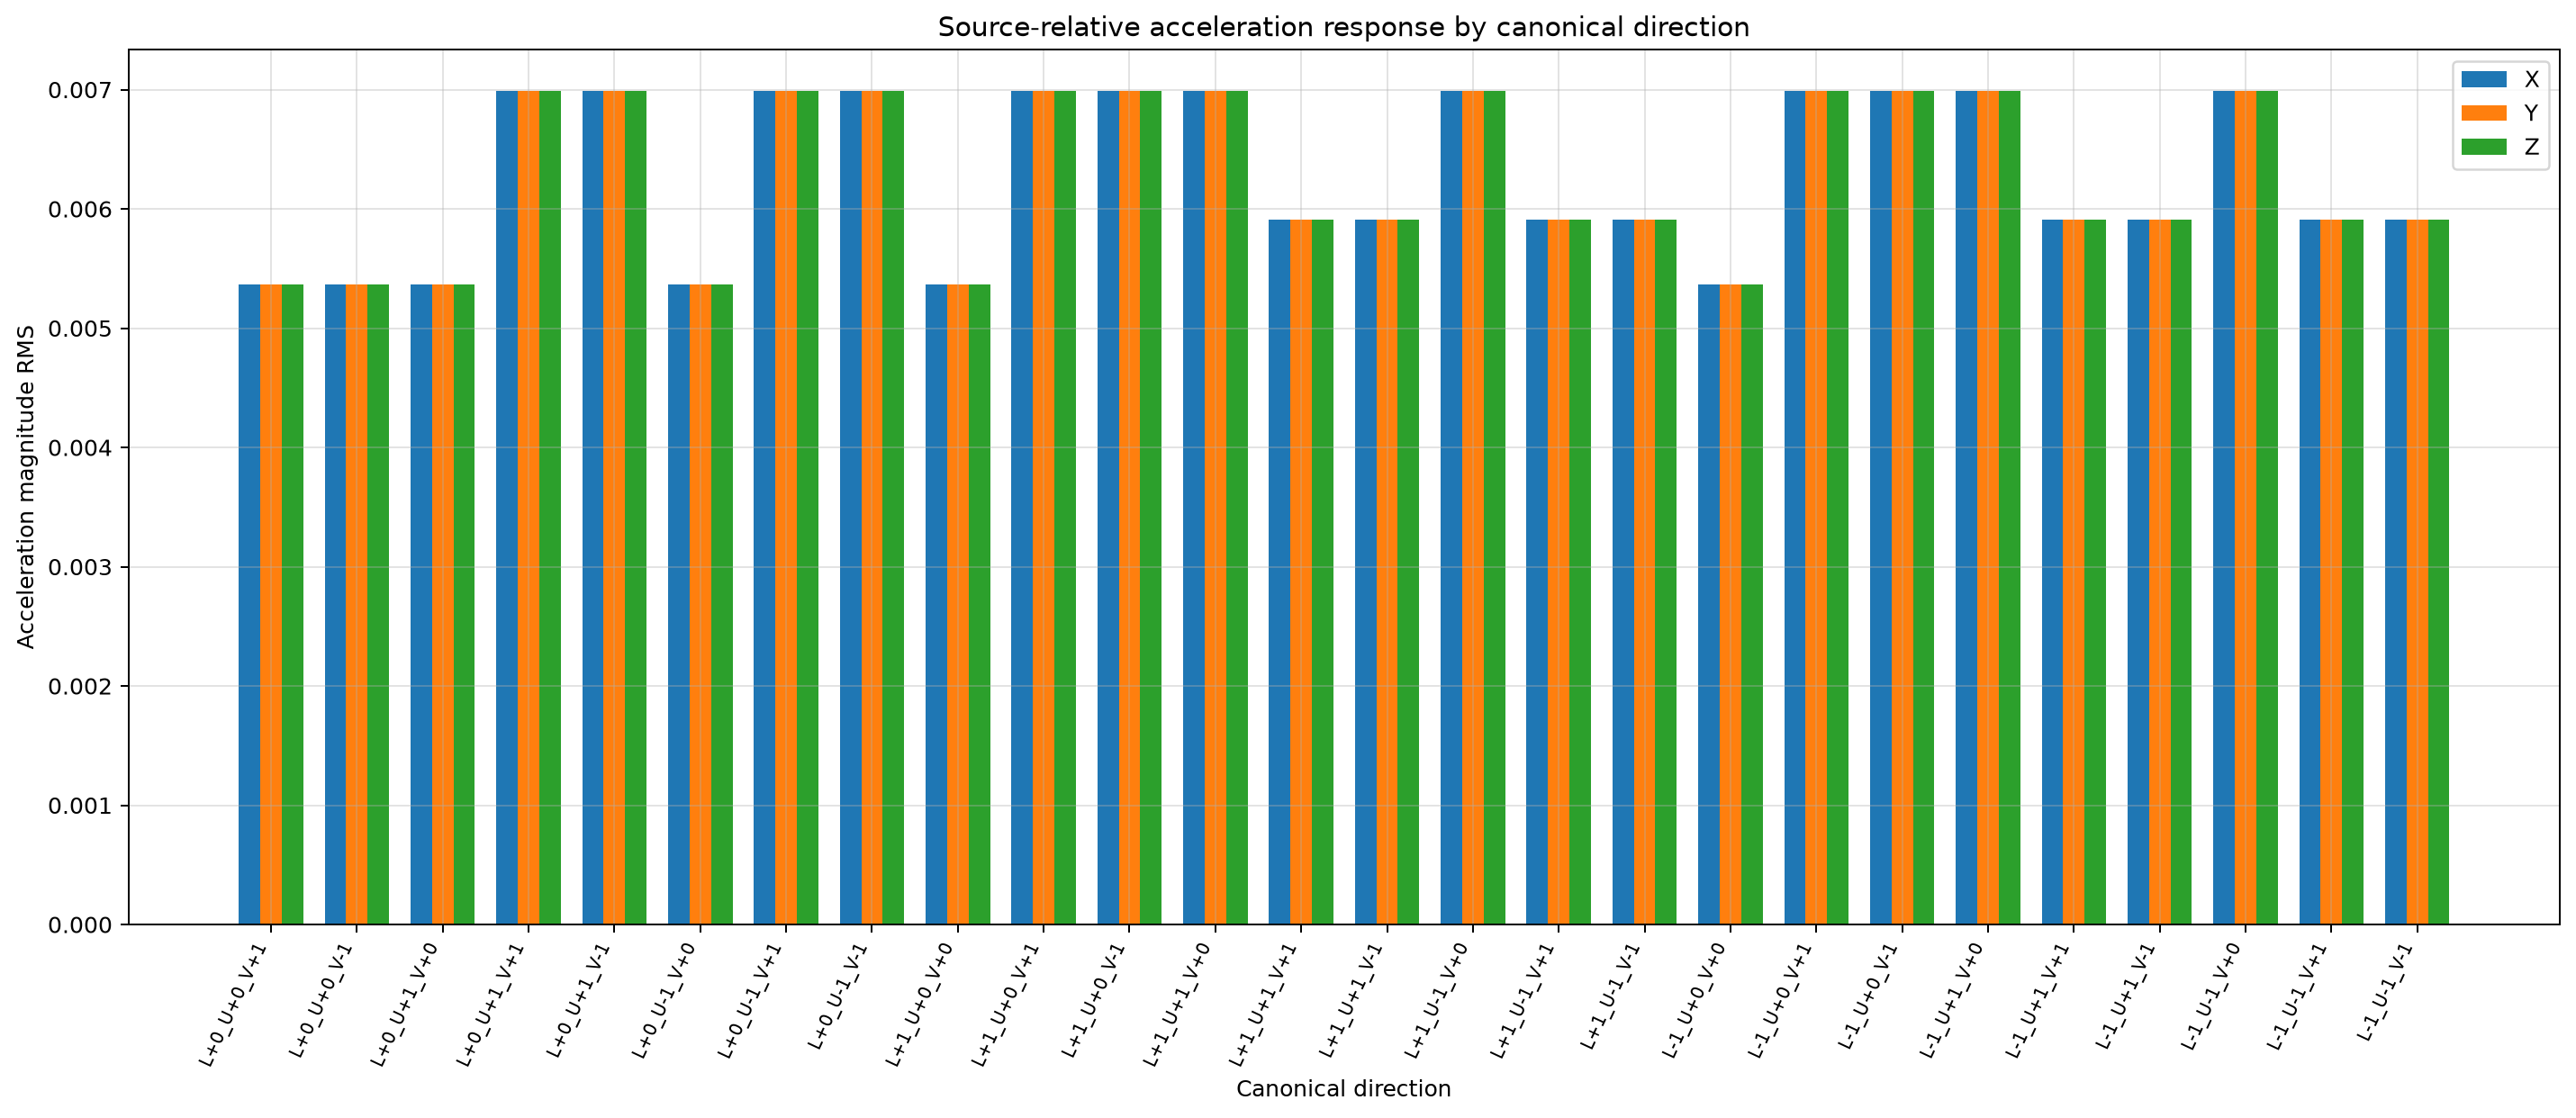 Source-relative acceleration response by canonical direction
X
Y
Z
Acceleration magnitude RMS
0.007
0.006
0.005
0.004
0.003
0.002
0.001
0.000
L+0_U+0_V+1
L+0_U+0_V-1
L+0_U+1_V+0
L+0_U+1_V+1
L+0_U+1_V-1
L+0_U-1_V+0
L+0_U-1_V+1
L+0_U-1_V-1
L+1_U+0_V+0
L+1_U+0_V+1
L+1_U+0_V-1
L+1_U+1_V+0
L+1_U+1_V+1
L+1_U+1_V-1
L+1_U-1_V+0
L+1_U-1_V+1
L+1_U-1_V-1
L-1_U+0_V+0
L-1_U+0_V+1
L-1_U+0_V-1
L-1_U+1_V+0
L-1_U+1_V+1
L-1_U+1_V-1
L-1_U-1_V+0
L-1_U-1_V+1
L-1_U-1_V-1
Canonical direction